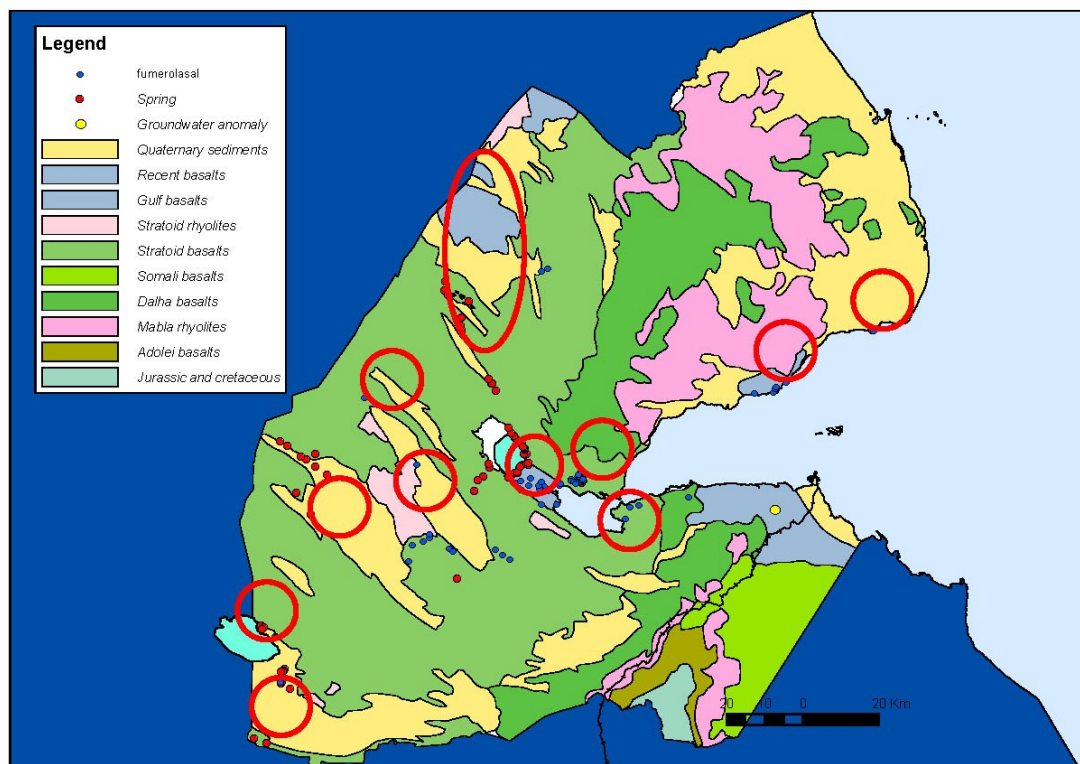 Legend
fumerolasal
Spring
Groundwater anomaly
Quaternary sediments
Recent basalts
Gulf basalts
Stratoid rhyolites
Stratoid basalts
Somali basalts
Dalha basalts
Mabla rhyolites
Adolei basalts
Jurassic and cretaceous
20 10 0 20 Km